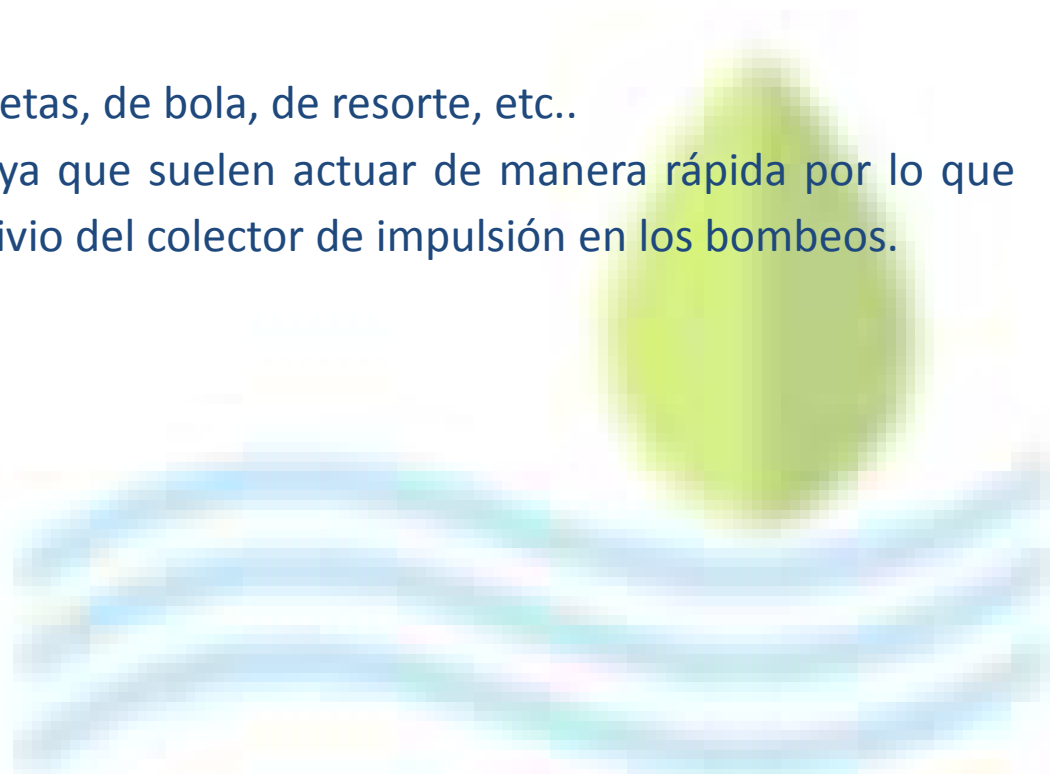 etas, de bola, de resorte, etc..
ya que suelen actuar de manera rápida por lo que
ivio del colector de impulsión en los bombeos.